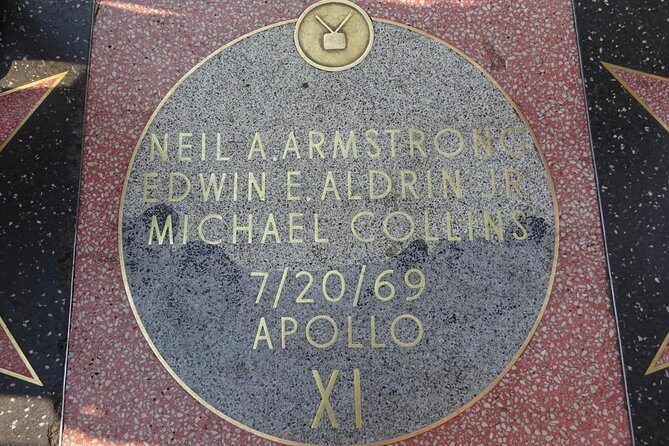 NEIL A. ARMSTRONG
EDWIN E. ALDRIN JR
MICHAEL COLLINS
7/20/69
APOLLO
XI